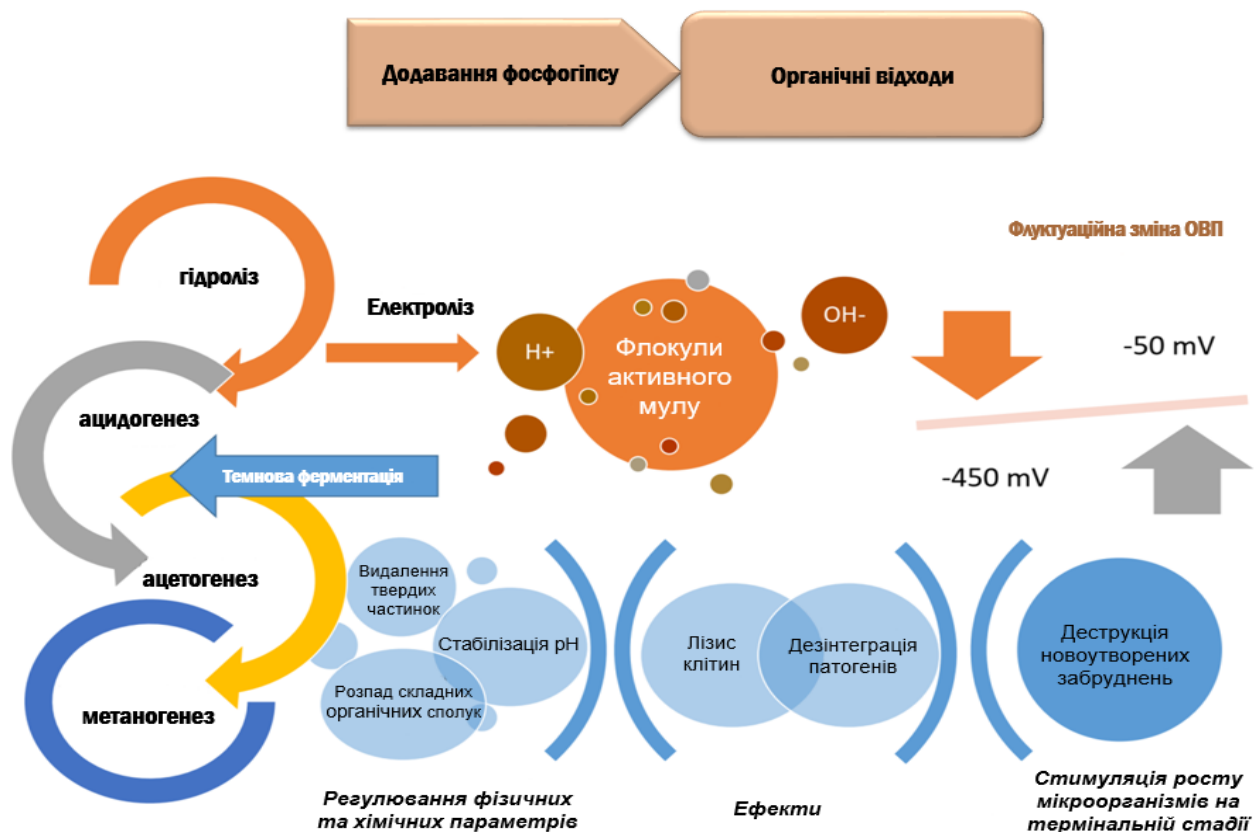 Додавання фосфогіпсу
Органічні відходи
гідроліз
Електроліз
Флуктуаційна зміна ОВП
H+
Флокули
активного
мулу
OH-
-50 mV
-450 mV
ацидогенез
Темнова ферментація
ацетогенез
метаногенез
Видалення
твердих
частинок
Стабілізація рН
Розпад складних
органічних сполук
Лізис
клітин
Дезінтеграція
патогенів
Деструкція
новоутворених
забруднень
Регулювання фізичних
та хімічних параметрів
Ефекти
Стимуляція росту
мікроорганізмів на
термінальній стадії